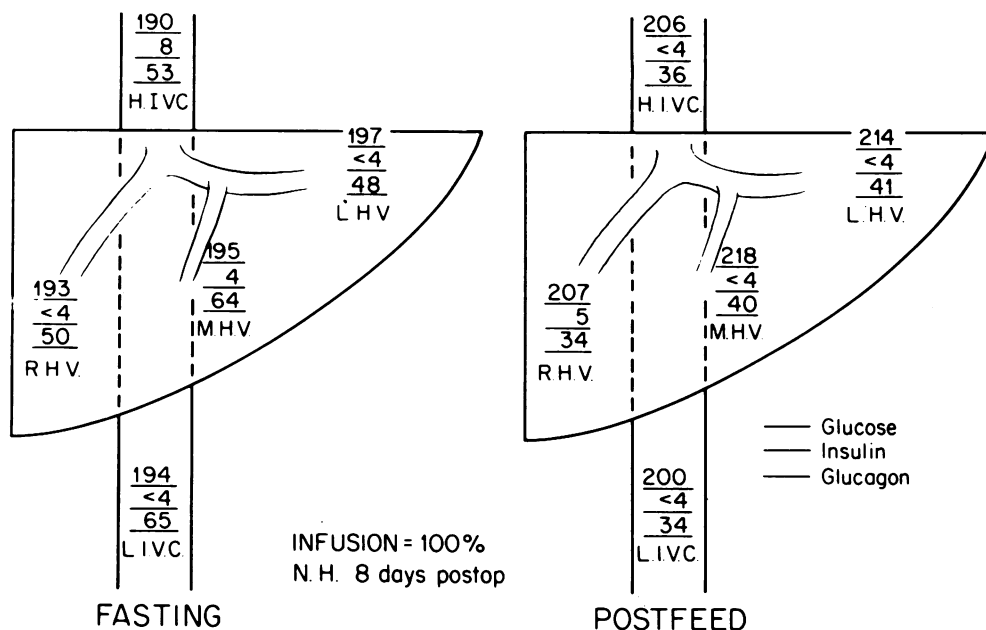 190
8
53
H.I.V.C.
197
<4
48
L.H.V.
195
4
64
M.H.V.
193
<4
50
R.H.V.
194
<4
65
L.I.V.C.
FASTING
INFUSION = 100%
N.H. 8 days postop
206
<4
36
H.I.V.C.
214
<4
41
L.H.V.
218
<4
40
M.H.V.
207
5
34
R.H.V.
200
<4
34
L.I.V.C.
POSTFEED
Glucose
Insulin
Glucagon